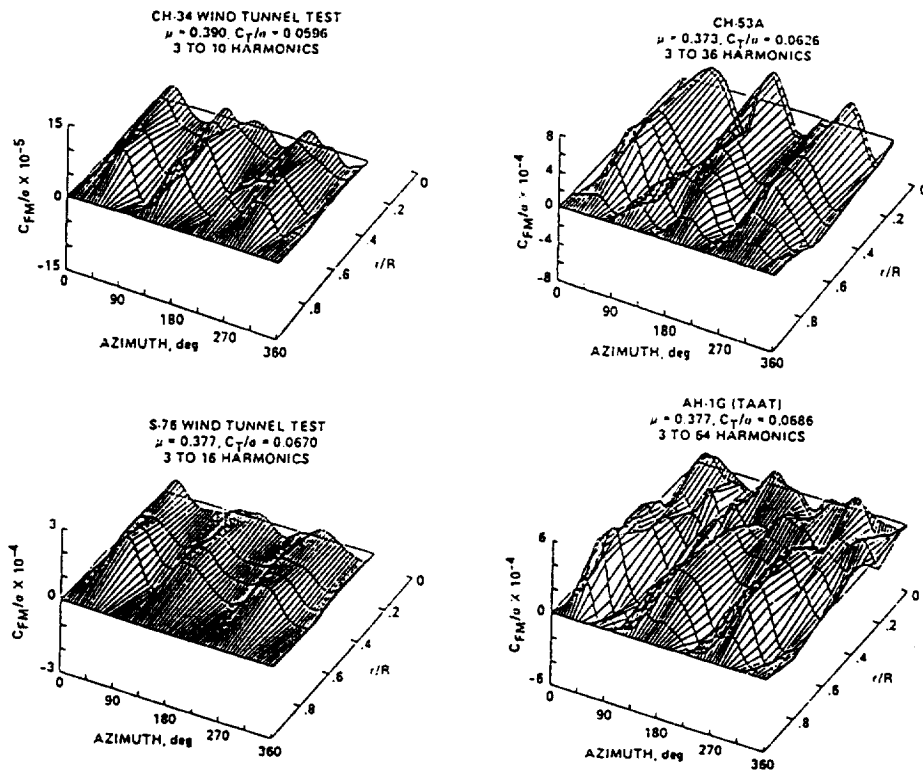 CH-34 WIND TUNNEL TEST
μ = 0.390, C_T/σ = 0.0596
3 TO 10 HARMONICS
15
0
-15
C_FM/σ X 10⁻⁵
0
90
180
270
360
AZIMUTH, deg
0
.2
.4
.6
.8
r/R
CH-53A
μ = 0.373, C_T/σ = 0.0626
3 TO 36 HARMONICS
8
4
0
-4
-8
C_FM/σ × 10⁻⁴
0
90
180
270
360
AZIMUTH, deg
0
.2
.4
.6
.8
r/R
S-76 WIND TUNNEL TEST
μ = 0.377, C_T/σ = 0.0670
3 TO 16 HARMONICS
3
0
-3
C_FM/σ X 10⁻⁴
0
90
180
270
360
AZIMUTH, deg
0
.2
.4
.6
.8
r/R
AH-1G (TAAT)
μ = 0.377, C_T/σ = 0.0686
3 TO 64 HARMONICS
6
0
-6
C_FM/σ X 10⁻⁴
0
90
180
270
360
AZIMUTH, deg
0
.2
.4
.6
.8
r/R